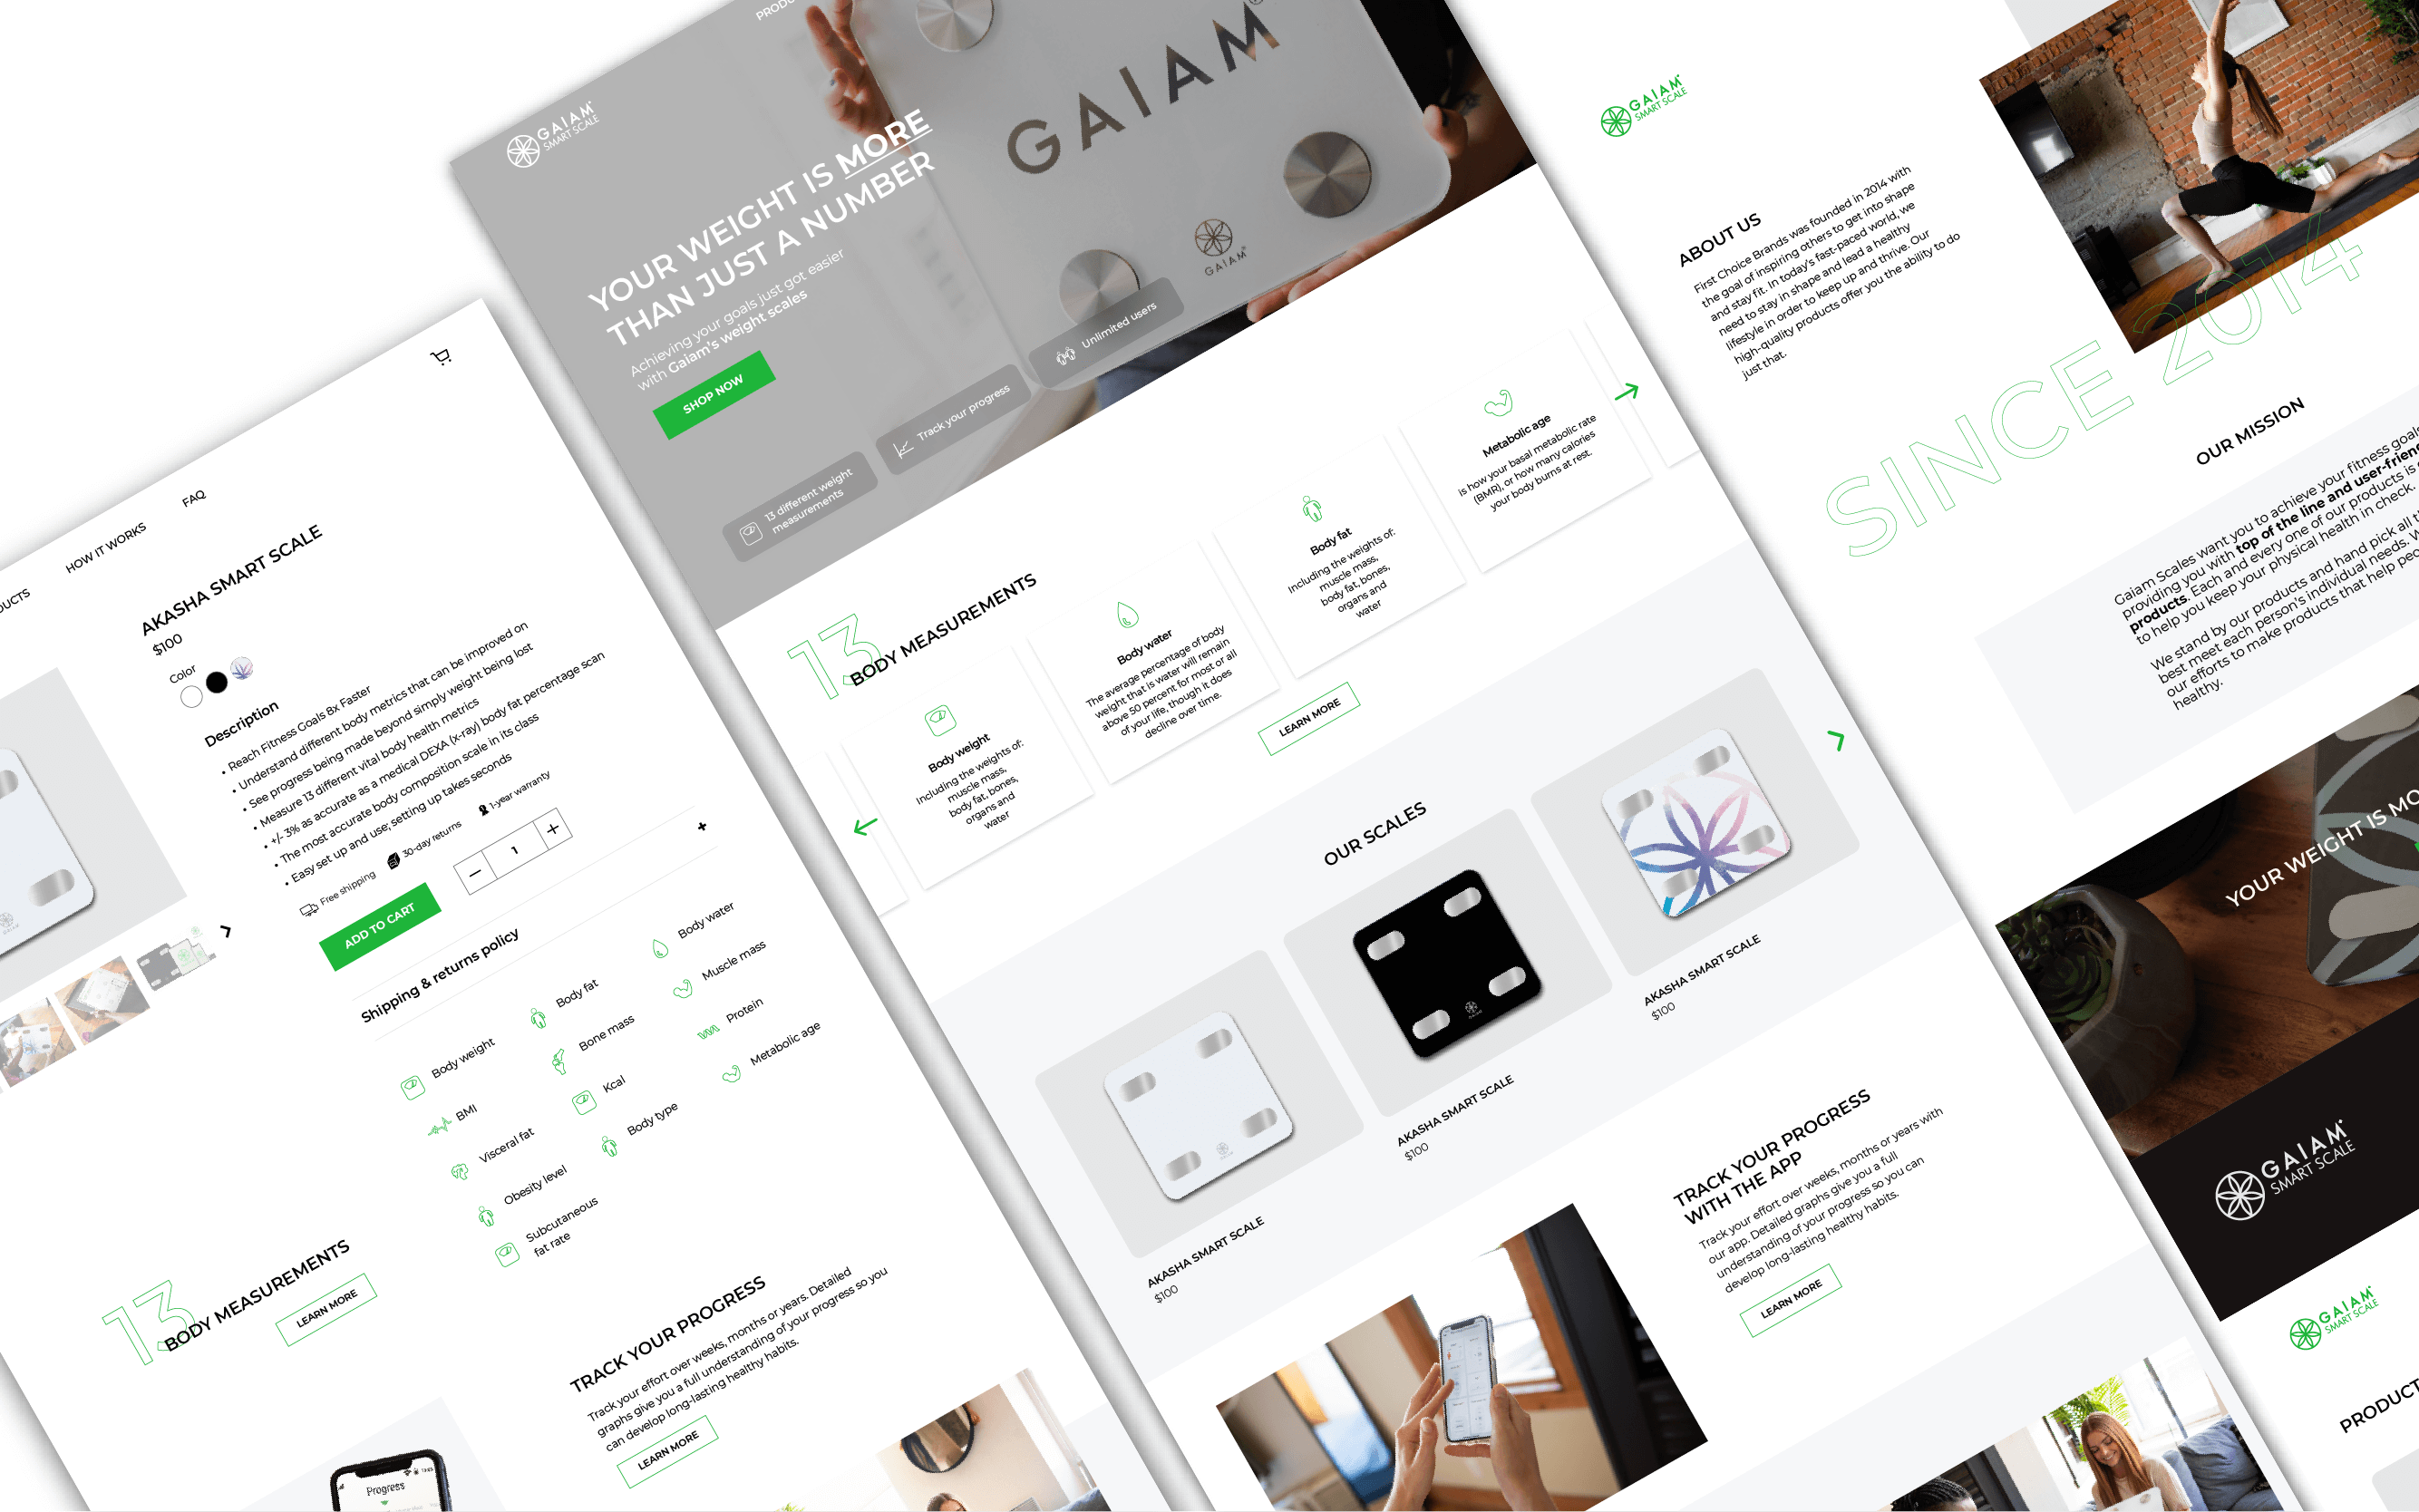 FAQ
HOW IT WORKS
AKASHA SMART SCALE
$100
Color
Description
• Reach Fitness Goals 8x Faster
• Understand different body metrics that can be improved on
• See progress being made beyond simply weight being lost
• Measure 13 different vital body health metrics
• +/- 3% as accurate as a medical DEXA (x-ray) body fat percentage scan
• The most accurate body composition scale in its class
• Easy set up and use; setting up takes seconds
Free shipping
30-day returns
1-year warranty
ADD TO CART
— 1 +
Shipping & returns policy +
Body weight
Body fat
Body water
BMI
Bone mass
Muscle mass
Visceral fat
Kcal
Protein
Obesity level
Body type
Metabolic age
Subcutaneous
fat rate
13
BODY MEASUREMENTS
LEARN MORE
TRACK YOUR PROGRESS
Track your effort over weeks, months or years. Detailed
graphs give you a full understanding of your progress so you
can develop long-lasting healthy habits.
LEARN MORE
Progress
GAIAM
SMART SCALE
GAIAM
GAIAM
YOUR WEIGHT IS MORE
THAN JUST A NUMBER
Achieving your goals just got easier
with Gaiam's weight scales
SHOP NOW
13 different weight
measurements
Track your progress
Unlimited users
13
BODY MEASUREMENTS
Body weight
Including the weights of:
muscle mass,
body fat, bones,
organs and
water
Body water
The average percentage of body
weight that is water will remain
above 50 percent for most or all
of your life, though it does
decline over time.
Body fat
Including the weights of:
muscle mass,
body fat, bones,
organs and
water
Metabolic age
is how your basal metabolic rate
(BMR), or how many calories
your body burns at rest.
LEARN MORE
OUR SCALES
AKASHA SMART SCALE
$100
AKASHA SMART SCALE
$100
AKASHA SMART SCALE
$100
TRACK YOUR PROGRESS
WITH THE APP
Track your effort over weeks, months or years with
our app. Detailed graphs give you a full
understanding of your progress so you can
develop long-lasting healthy habits.
LEARN MORE
GAIAM
SMART SCALE
ABOUT US
First Choice Brands was founded in 2014 with
the goal of inspiring others to get into shape
and stay fit. In today's fast-paced world, we
need to stay in shape and lead a healthy
lifestyle in order to keep up and thrive. Our
high-quality products offer you the ability to do
just that.
SINCE 2014
OUR MISSION
Gaiam Scales want you to achieve your fitness
providing you with top of the line and
products. Each and every one of our products is
to help you keep your physical health in check.
We stand by our products and hand pick all
best meet each person's individual needs.
our efforts to make products that help
healthy.
YOUR WEIGHT IS
GAIAM
SMART SCALE
GAIAM
SMART SCALE